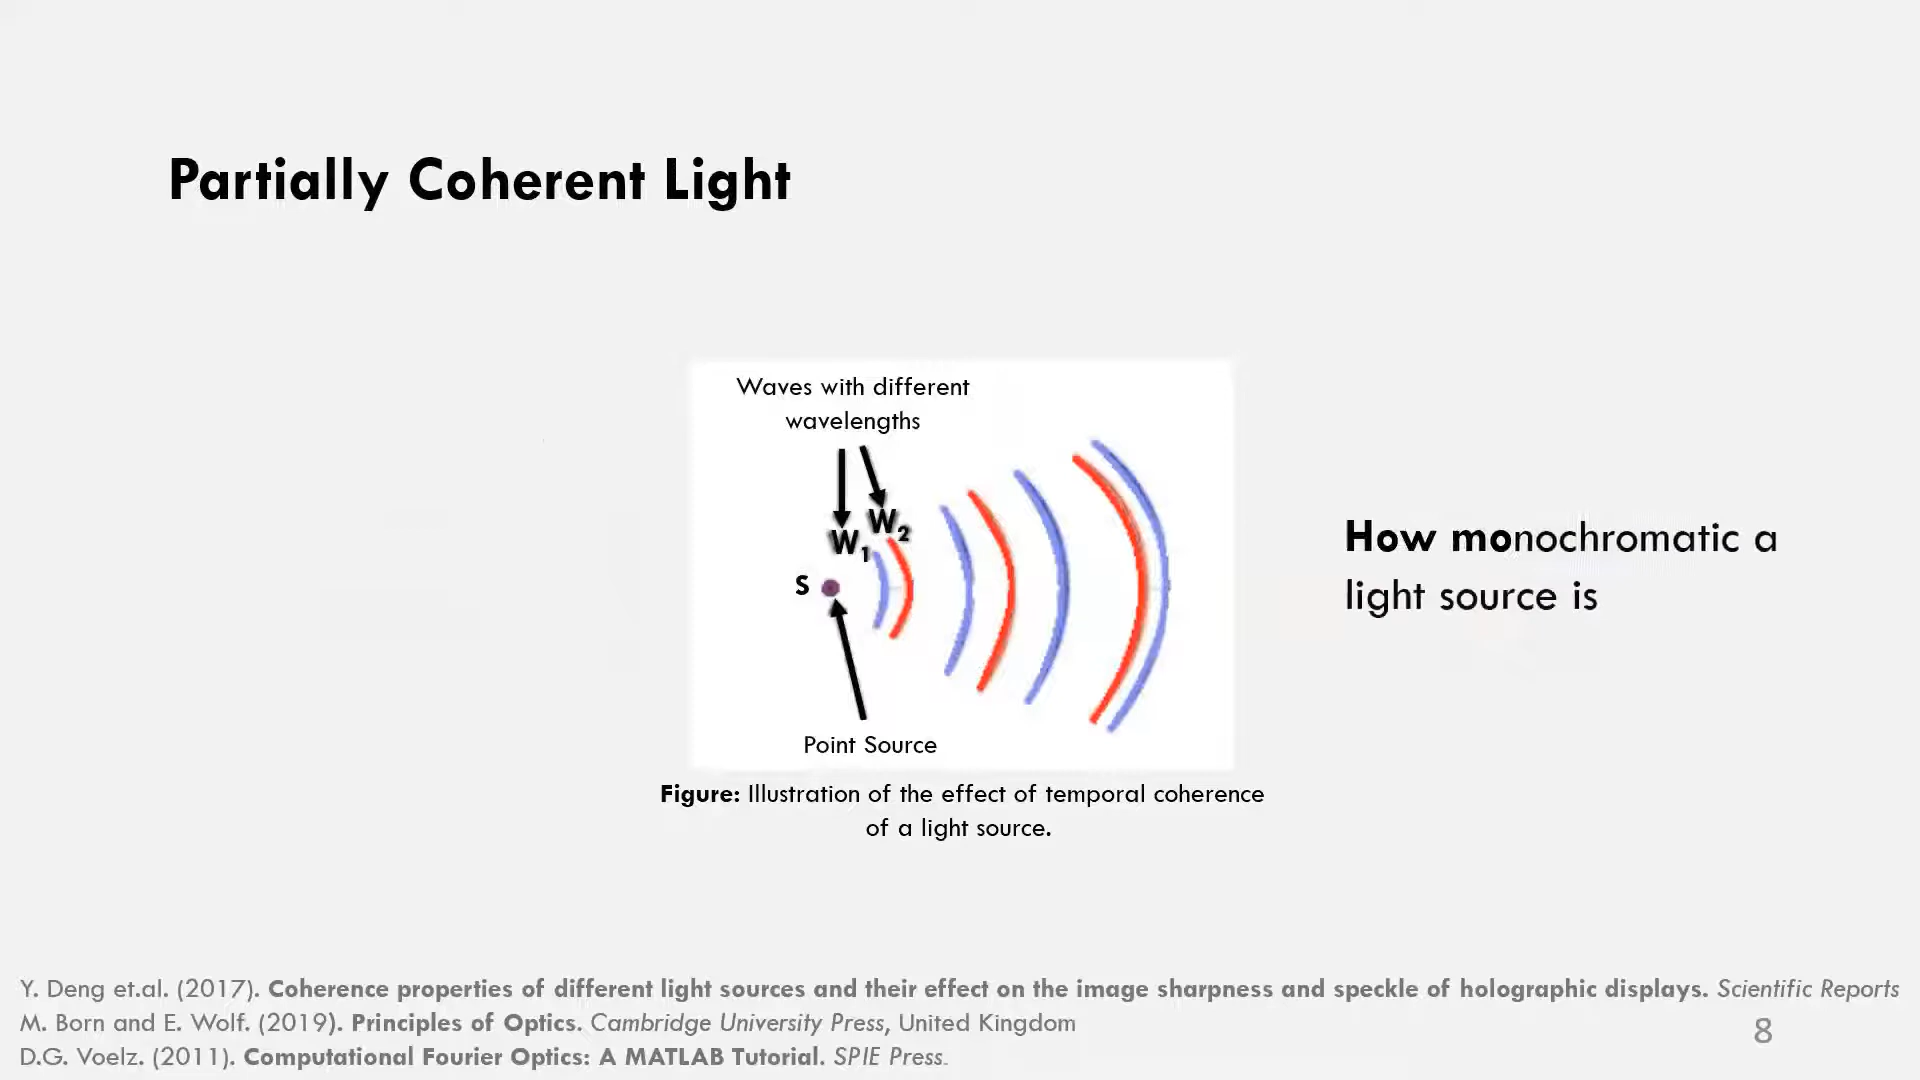 Partially Coherent Light
Waves with different
wavelengths
W2
W1
S
Point Source
How monochromatic a
light source is
Figure: Illustration of the effect of temporal coherence
of a light source.
Y. Deng et.al. (2017). Coherence properties of different light sources and their effect on the image sharpness and speckle of holographic displays. Scientific Reports
M. Born and E. Wolf. (2019). Principles of Optics. Cambridge University Press, United Kingdom
D.G. Voelz. (2011). Computational Fourier Optics: A MATLAB Tutorial. SPIE Press.
8